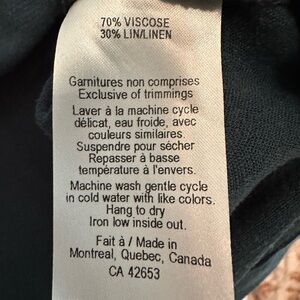 70% VISCOSE
30% LIN/LINEN
Garnitures non comprises
Exclusive of trimmings
Laver à la machine cycle
délicat, eau froide, avec
couleurs similaires.
Suspendre pour sécher
Repasser à basse
température à l'envers.
Machine wash gentle cycle
in cold water with like colors.
Hang to dry
Iron low inside out.
Fait à / Made in
Montreal, Quebec, Canada
CA 42653